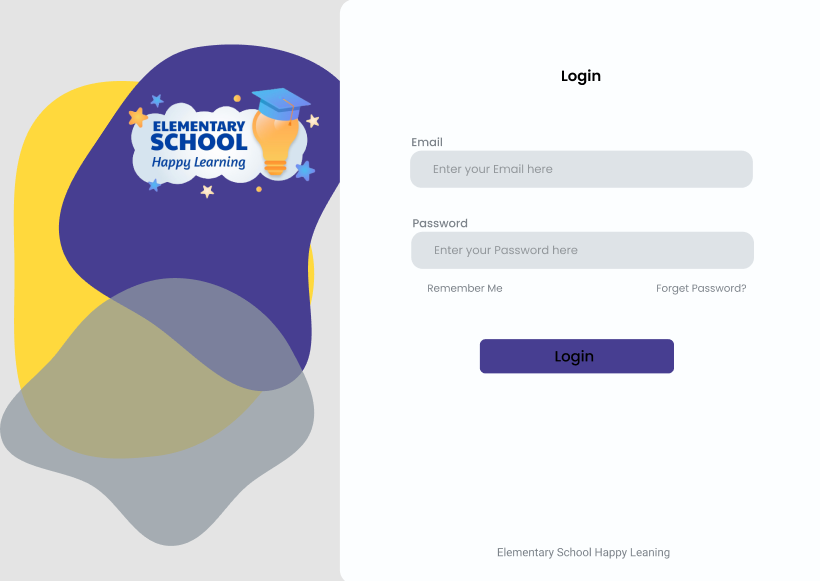 ELEMENTARY
SCHOOL
Happy Learning
Login
Email
Enter your Email here
Password
Enter your Password here
Remember Me
Forget Password?
Login
Elementary School Happy Leaning